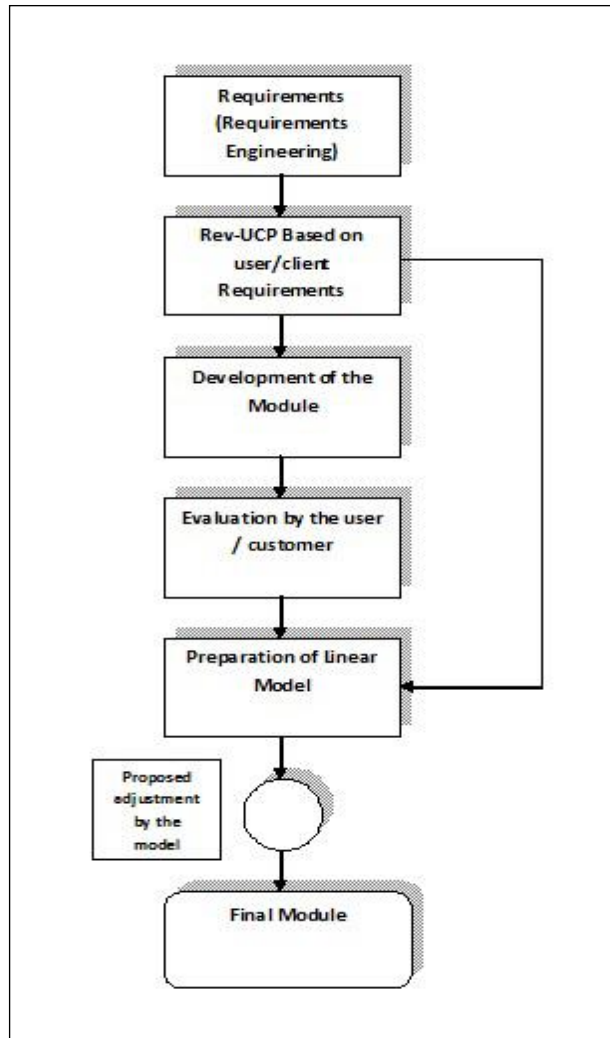 Requirements
(Requirements
Engineering)
Rev-UCP Based on
user/client
Requirements
Development of the
Module
Evaluation by the user
/ customer
Preparation of Linear
Model
Proposed
adjustment
by the
model
Final Module